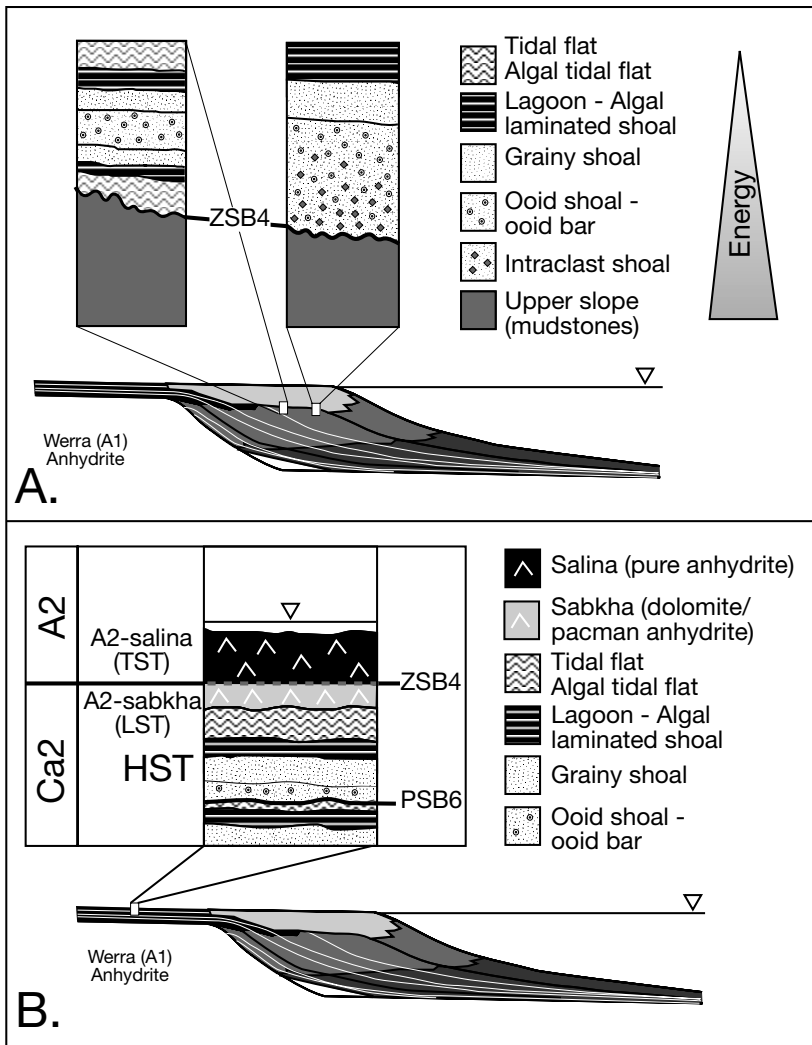 Tidal flat
Algal tidal flat
Lagoon - Algal
laminated shoal
Grainy shoal
Ooid shoal -
ooid bar
Intraclast shoal
Upper slope
(mudstones)
Energy
ZSB4
Werra (A1)
Anhydrite
A.
A2
A2-salina
(TST)
Ca2
A2-sabkha
(LST)
HST
ZSB4
PSB6
Salina (pure anhydrite)
Sabkha (dolomite/
pacman anhydrite)
Tidal flat
Algal tidal flat
Lagoon - Algal
laminated shoal
Grainy shoal
Ooid shoal -
ooid bar
Werra (A1)
Anhydrite
B.